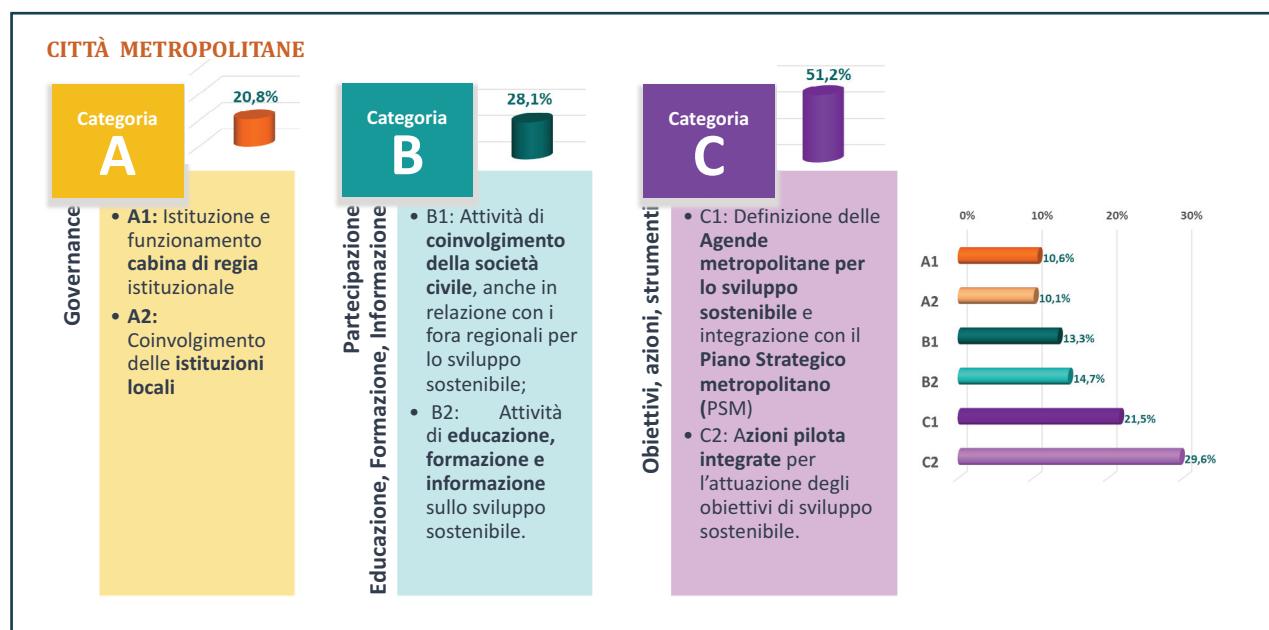 CITTÀ METROPOLITANE
Categoria
A
20,8%
Governance
• A1: Istituzione e
funzionamento
cabina di regia
istituzionale
• A2:
Coinvolgimento
delle istituzioni
locali
Categoria
B
28,1%
Partecipazione
Educazione, Formazione, Informazione
• B1: Attività di
coinvolgimento
della società
civile, anche in
relazione con i
fora regionali per
lo sviluppo
sostenibile;
• B2: Attività
di educazione,
formazione e
informazione
sullo sviluppo
sostenibile.
Categoria
C
51,2%
Obiettivi, azioni, strumenti
• C1: Definizione delle
Agende
metropolitane per
lo sviluppo
sostenibile e
integrazione con il
Piano Strategico
metropolitano
(PSM)
• C2: Azioni pilota
integrate per
l’attuazione degli
obiettivi di sviluppo
sostenibile.
0% 10% 20% 30%
A1 10,6%
A2 10,1%
B1 13,3%
B2 14,7%
C1 21,5%
C2 29,6%